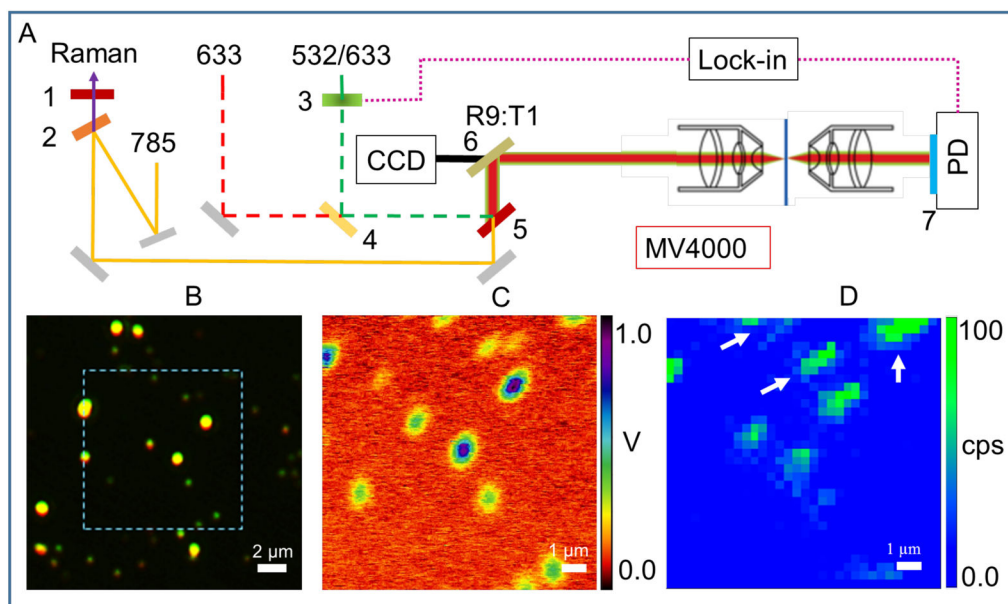 A
Raman
633
532/633
Lock-in
1
3
R9:T1
2
785
6
CCD
PD
4
5
7
MV4000
B
C
D
1.0
100
V
cps
2 µm
1 µm
0.0
1 µm
0.0